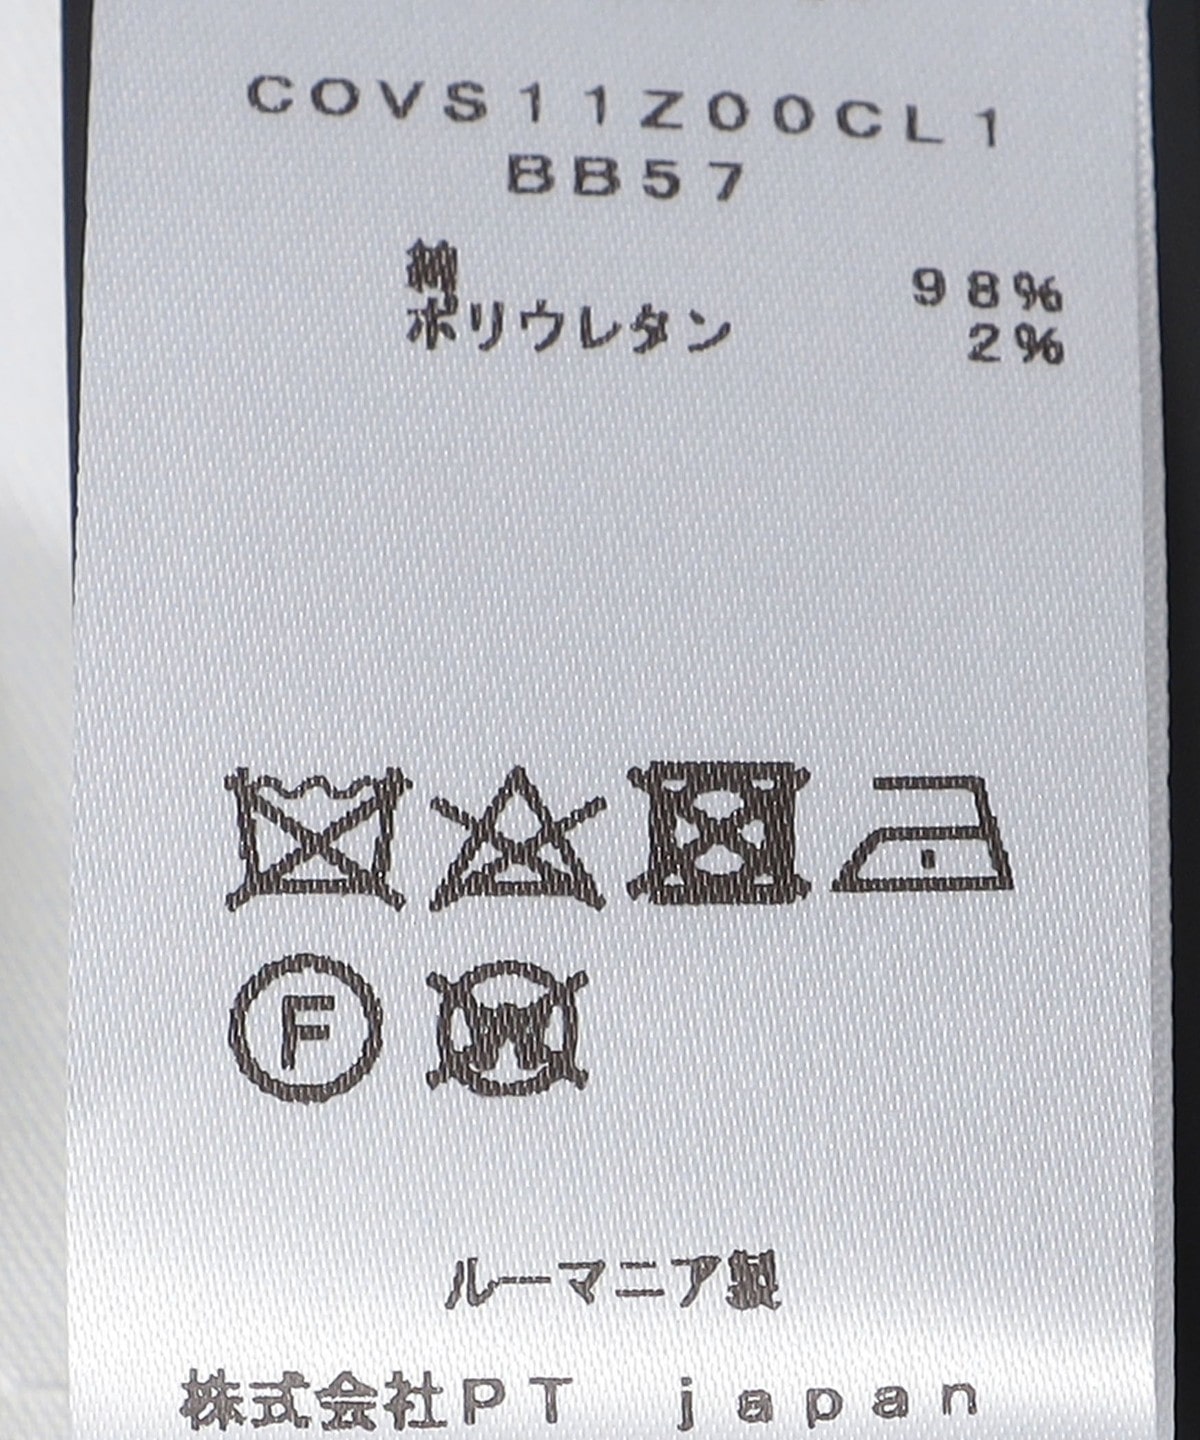 COVS11Z00CL1
BB57
綿 98%
ポリウレタン 2%
F
W
ルーマニア製
株式会社PT japan